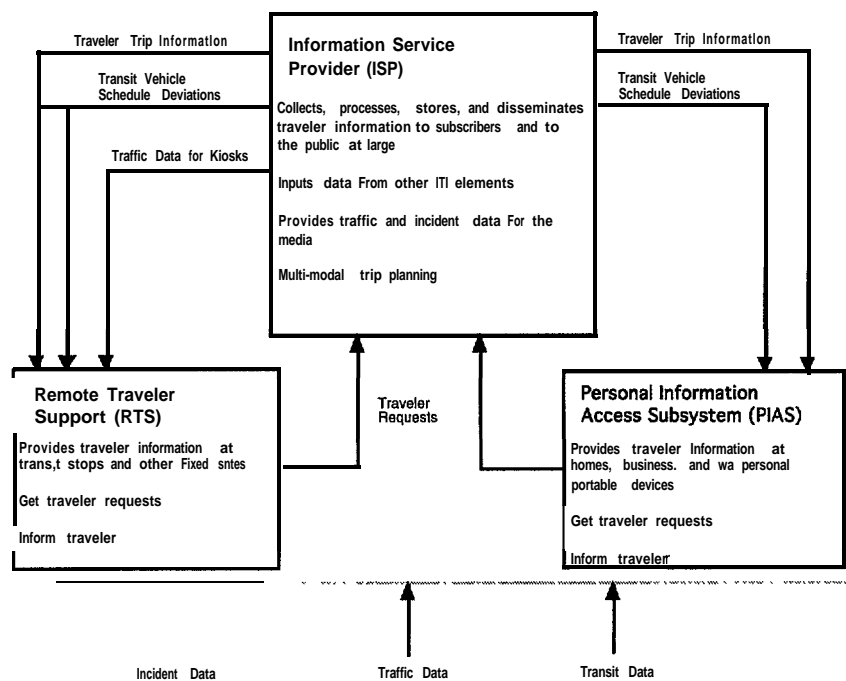 Traveler Trip Information
Transit Vehicle
Schedule Deviations
Traffic Data for Kiosks
Information Service
Provider (ISP)
Collects, processes, stores, and disseminates
traveler information to subscribers and to
the public at large
Inputs data From other ITI elements
Provides traffic and incident data For the
media
Multi-modal trip planning
Traveler Trip Information
Transit Vehicle
Schedule Deviations
Remote Traveler
Support (RTS)
Provides traveler information at
trans,t stops and other Fixed sntes
Get traveler requests
Inform traveler
Traveler
Requests
Personal Information
Access Subsystem (PIAS)
Provides traveler Information at
homes, business. and wa personal
portable devices
Get traveler requests
Inform traveler
Incident Data
Traffic Data
Transit Data